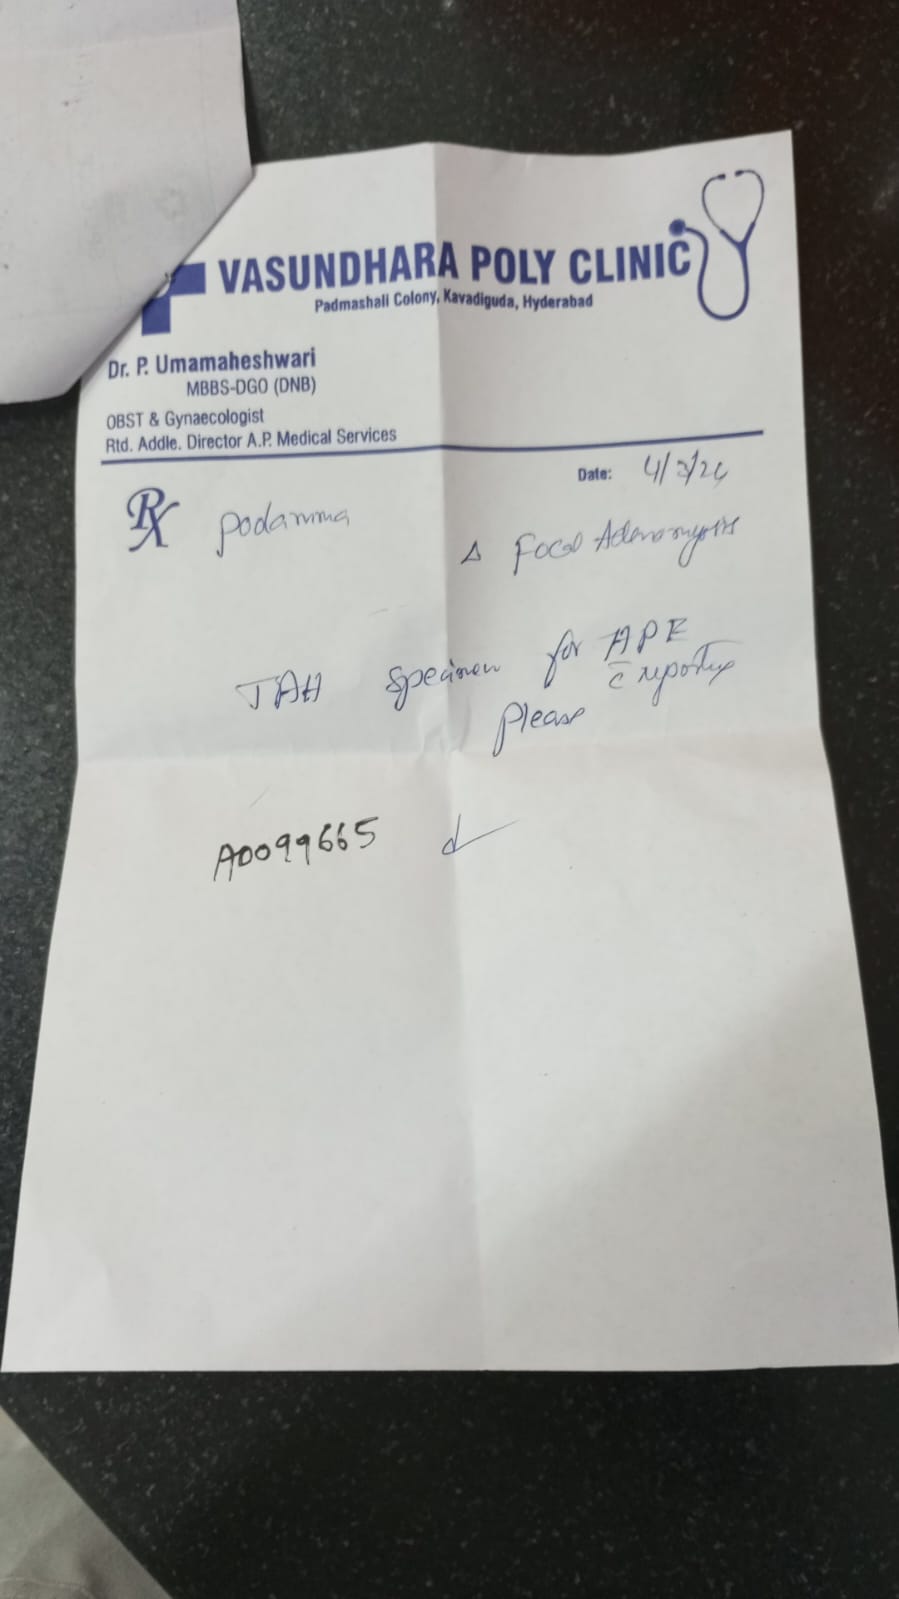 VASUNDHARA POLY CLINIC
Padmashali Colony, Kavadiguda, Hyderabad
Dr. P. Umamaheshwari
MBBS-DGO (DNB)
OBST & Gynaecologist
Rtd. Addle. Director A.P. Medical Services
Date: 4/3/24
Rx Podamma
Δ Focal Adenomyosis
TAH Specimen for HPE
c̄ reporting
Please
A0099665